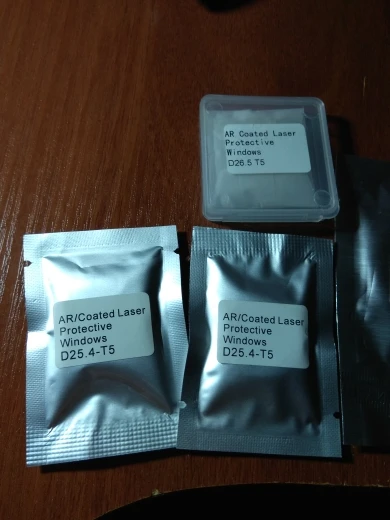 AR Coated Laser
Protective
Windows
D26.5 T5
AR/Coated Laser
Protective
Windows
D25.4-T5
AR/Coated Laser
Protective
Windows
D25.4-T5